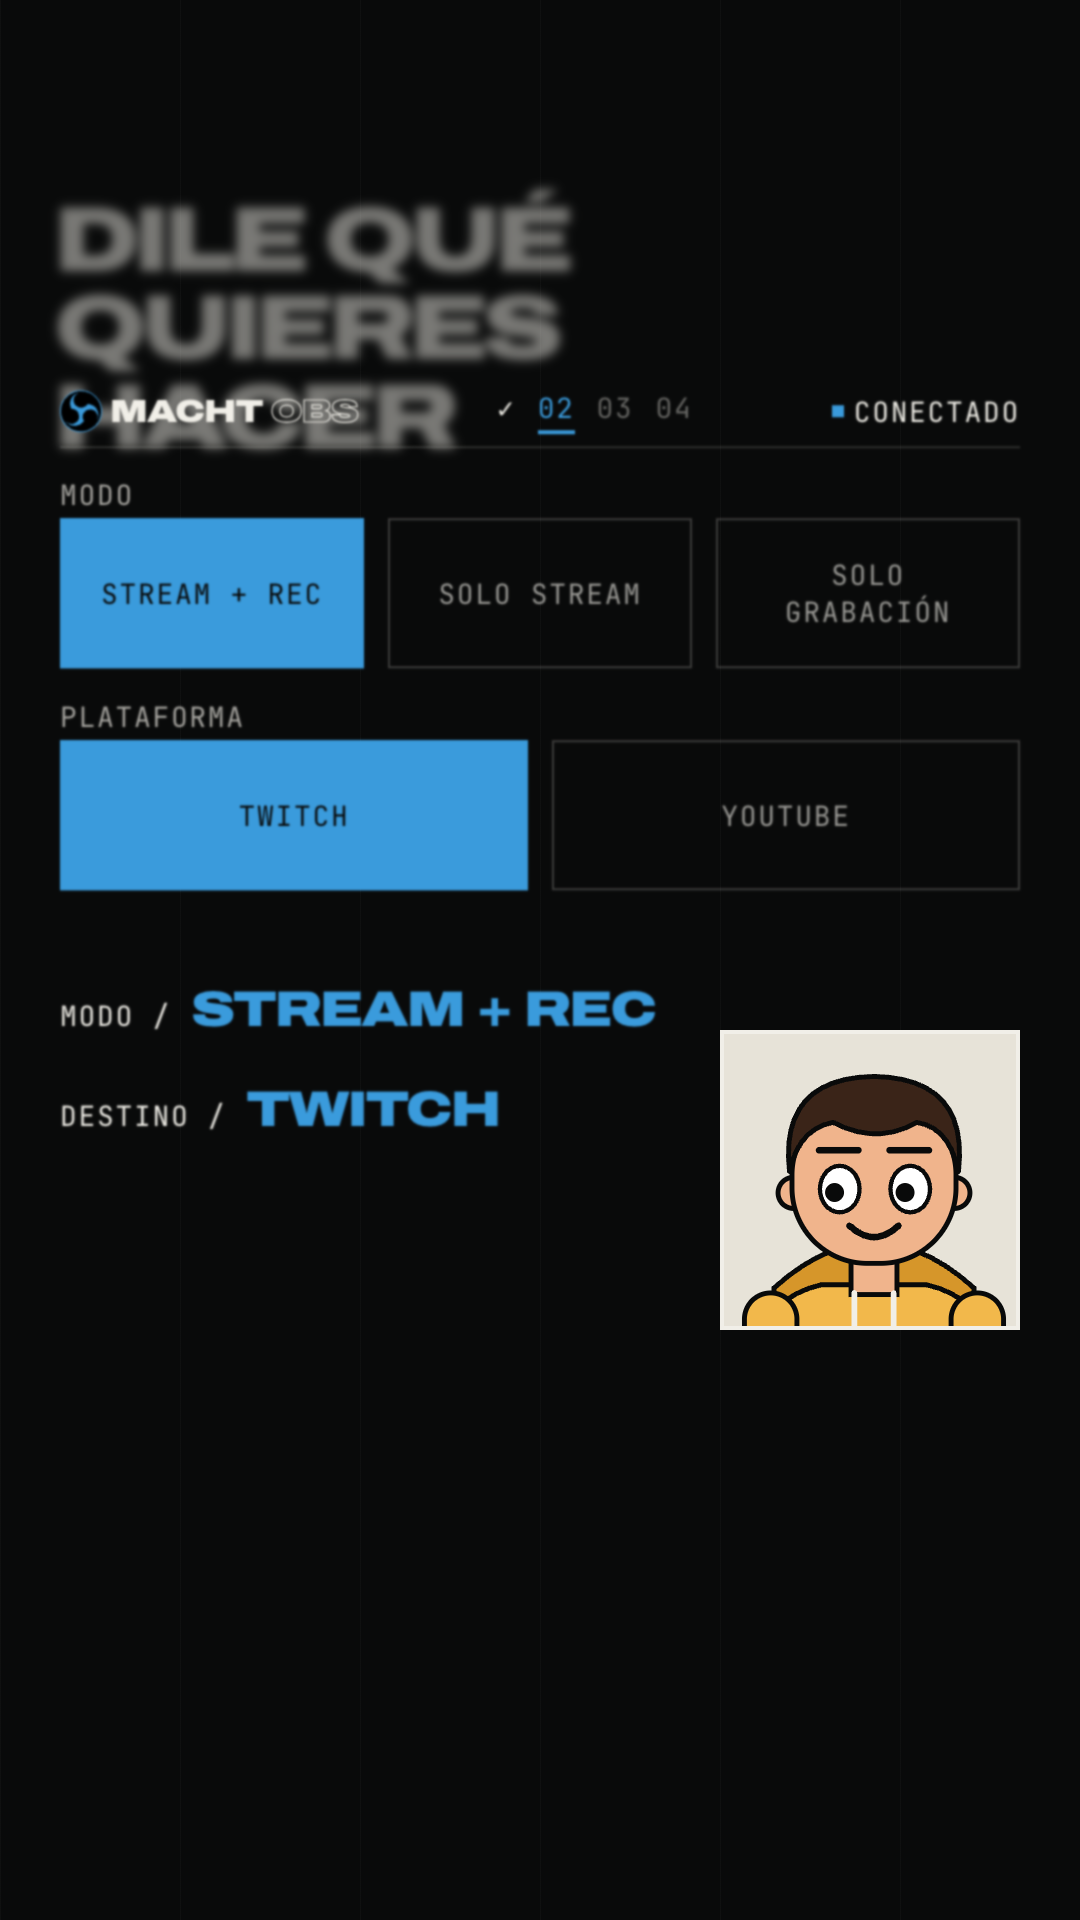 DILE QUÉ
QUIERES
HACER
MACHT OBS
✓ 02 03 04
CONECTADO
MODO
STREAM + REC
SOLO STREAM
SOLO
GRABACIÓN
PLATAFORMA
TWITCH
YOUTUBE
MODO / STREAM + REC
DESTINO / TWITCH